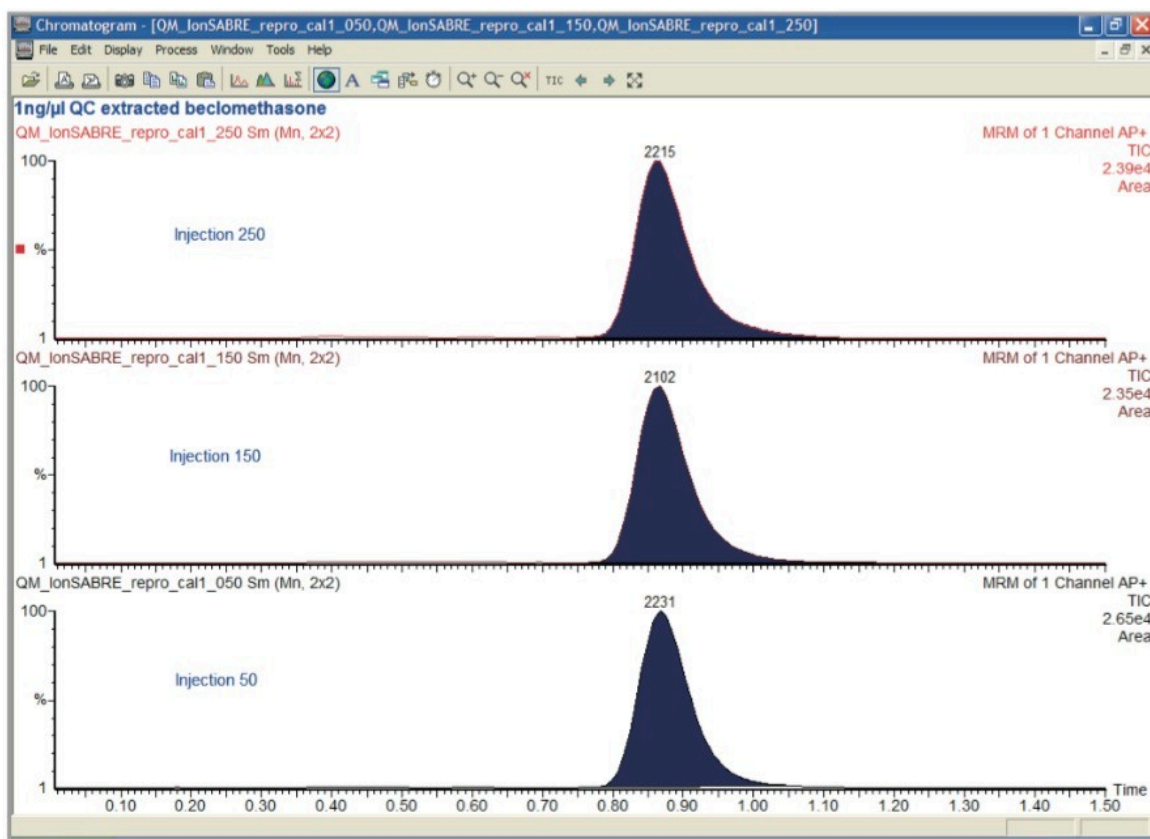 Chromatogram - [QM_IonSABRE_repro_cal1_050,QM_IonSABRE_repro_cal1_150,QM_IonSABRE_repro_cal1_250]
File Edit Display Process Window Tools Help
TIC
1ng/µl QC extracted beclomethasone
QM_IonSABRE_repro_cal1_250 Sm (Mn, 2x2)
MRM of 1 Channel AP+
TIC
2.39e4
Area
2215
100
Injection 250
%
1
QM_IonSABRE_repro_cal1_150 Sm (Mn, 2x2)
MRM of 1 Channel AP+
TIC
2.35e4
Area
2102
100
Injection 150
%
1
QM_IonSABRE_repro_cal1_050 Sm (Mn, 2x2)
MRM of 1 Channel AP+
TIC
2.65e4
Area
2231
100
Injection 50
%
1
Time
0.10 0.20 0.30 0.40 0.50 0.60 0.70 0.80 0.90 1.00 1.10 1.20 1.30 1.40 1.50